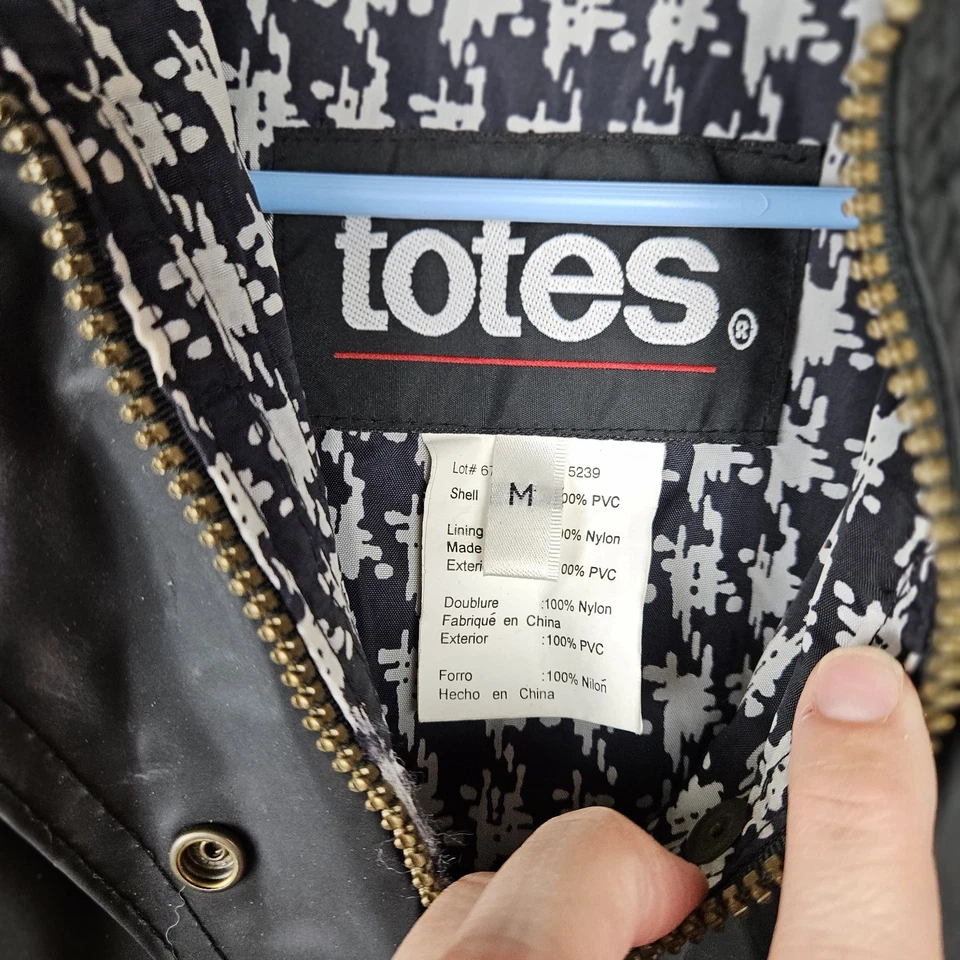 totes®
Lot# 67 5239
M
Shell 00% PVC
Lining 0% Nylon
Made
Exteri 00% PVC
Doublure :100% Nylon
Fabriqué en China
Exterior :100% PVC
Forro :100% Nilon
Hecho en China